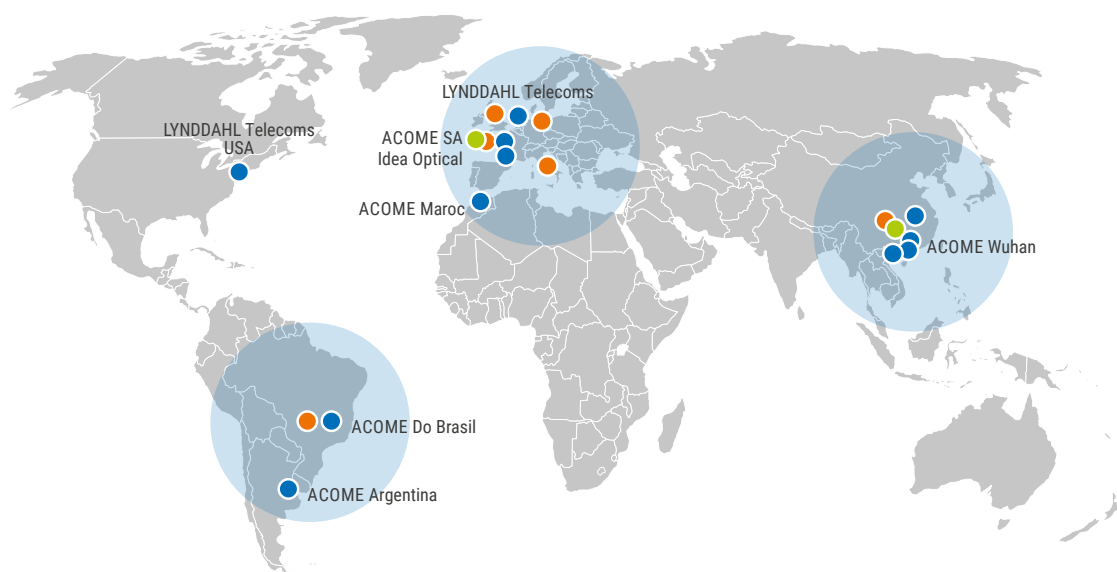 LYNDDAHL Telecoms
USA
LYNDDAHL Telecoms
ACOME SA
Idea Optical
ACOME Maroc
ACOME Wuhan
ACOME Do Brasil
ACOME Argentina